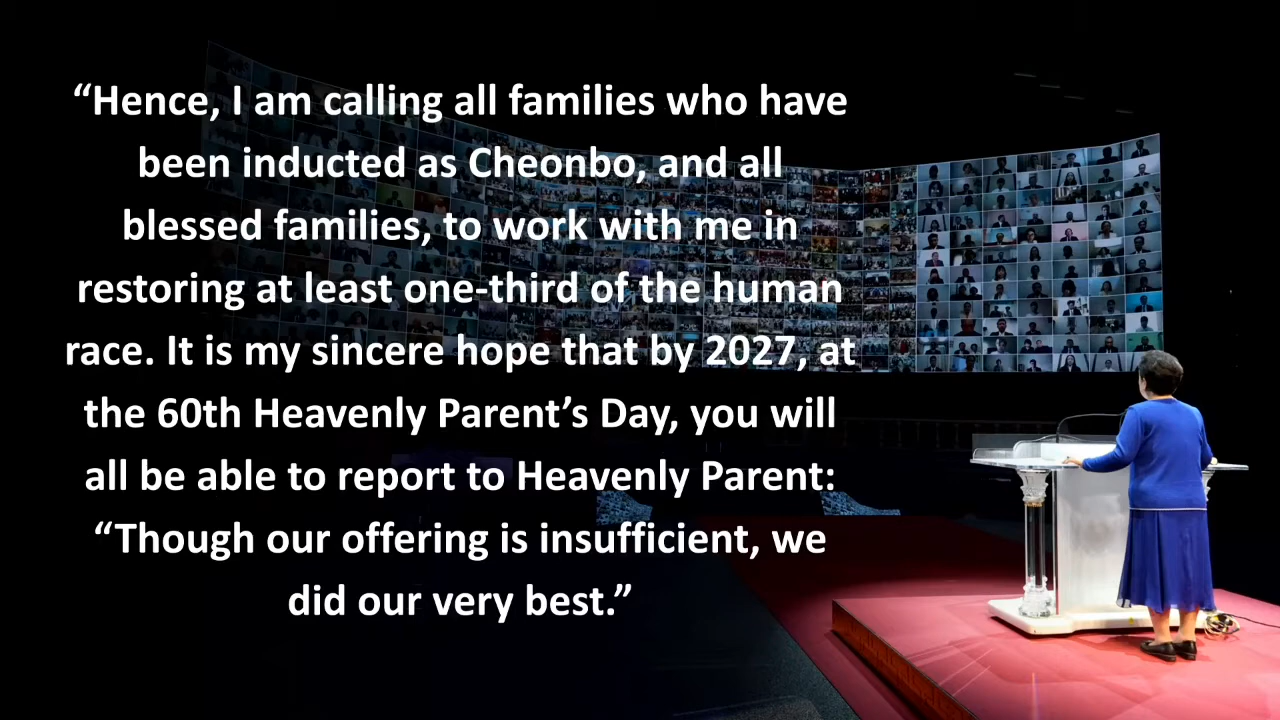 “Hence, I am calling all families who have
been inducted as Cheonbo, and all
blessed families, to work with me in
restoring at least one-third of the human
race. It is my sincere hope that by 2027, at
the 60th Heavenly Parent’s Day, you will
all be able to report to Heavenly Parent:
“Though our offering is insufficient, we
did our very best.”